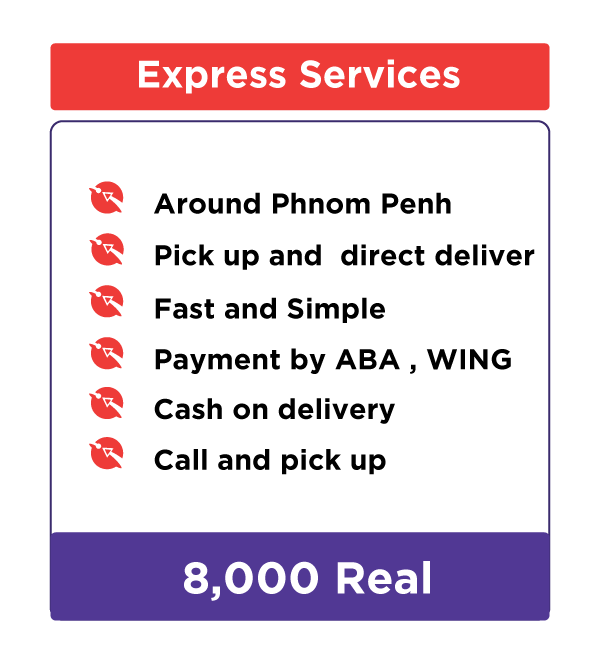 Express Services
Around Phnom Penh
Pick up and direct deliver
Fast and Simple
Payment by ABA , WING
Cash on delivery
Call and pick up
8,000 Real